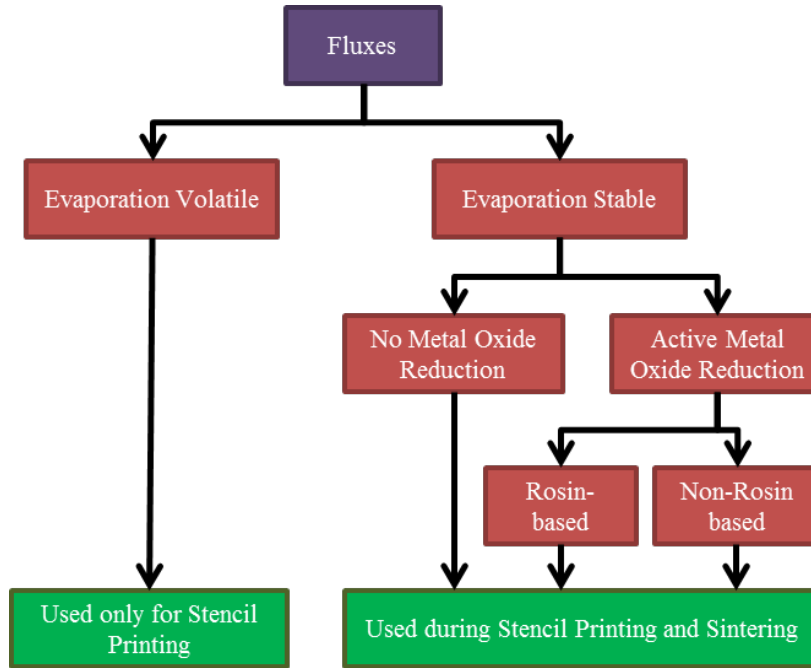 Fluxes
Evaporation Volatile
Evaporation Stable
No Metal Oxide
Reduction
Active Metal
Oxide Reduction
Rosin-
based
Non-Rosin
based
Used only for Stencil
Printing
Used during Stencil Printing and Sintering